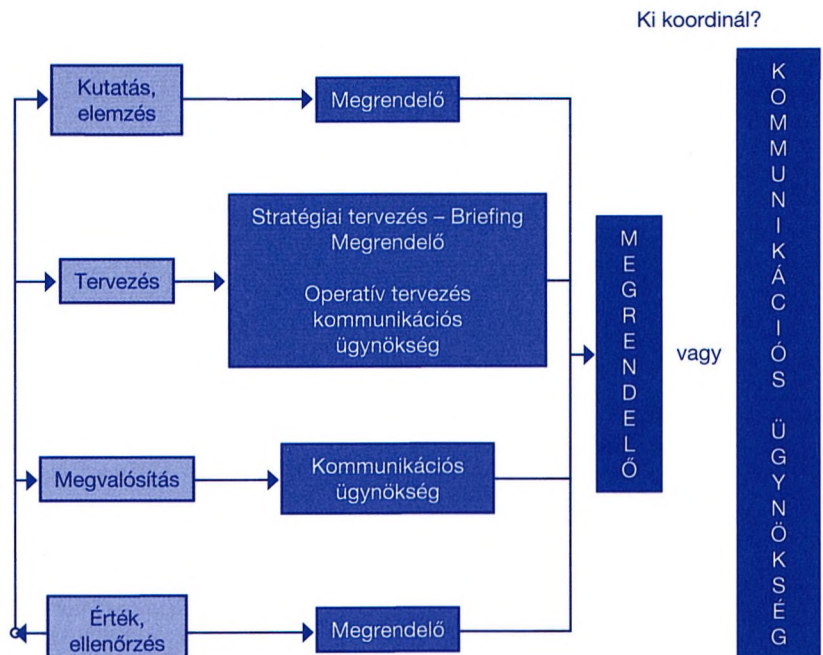 Ki koordinál?
Kutatás,
elemzés
Megrendelő
Stratégiai tervezés – Briefing
Megrendelő
Operatív tervezés
kommunikációs
ügynökség
Tervezés
Megvalósítás
Kommunikációs
ügynökség
Érték,
ellenőrzés
Megrendelő
MEGRENDELŐ
vagy
KOMMUNIKÁCIÓS ÜGYNÖKSÉG